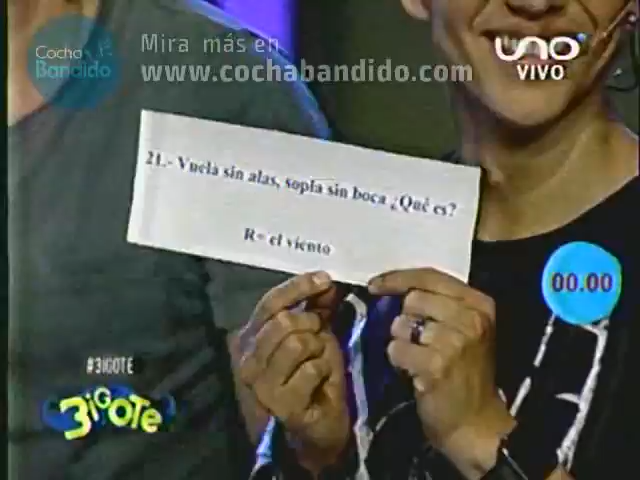 Cocha
Bandido
Mira más en
www.cochabandido.com
UNO
VIVO
21.- Vuela sin alas, sopla sin boca ¿Qué es?
R= el viento
00.00
#3IGOTE
3iGOTE